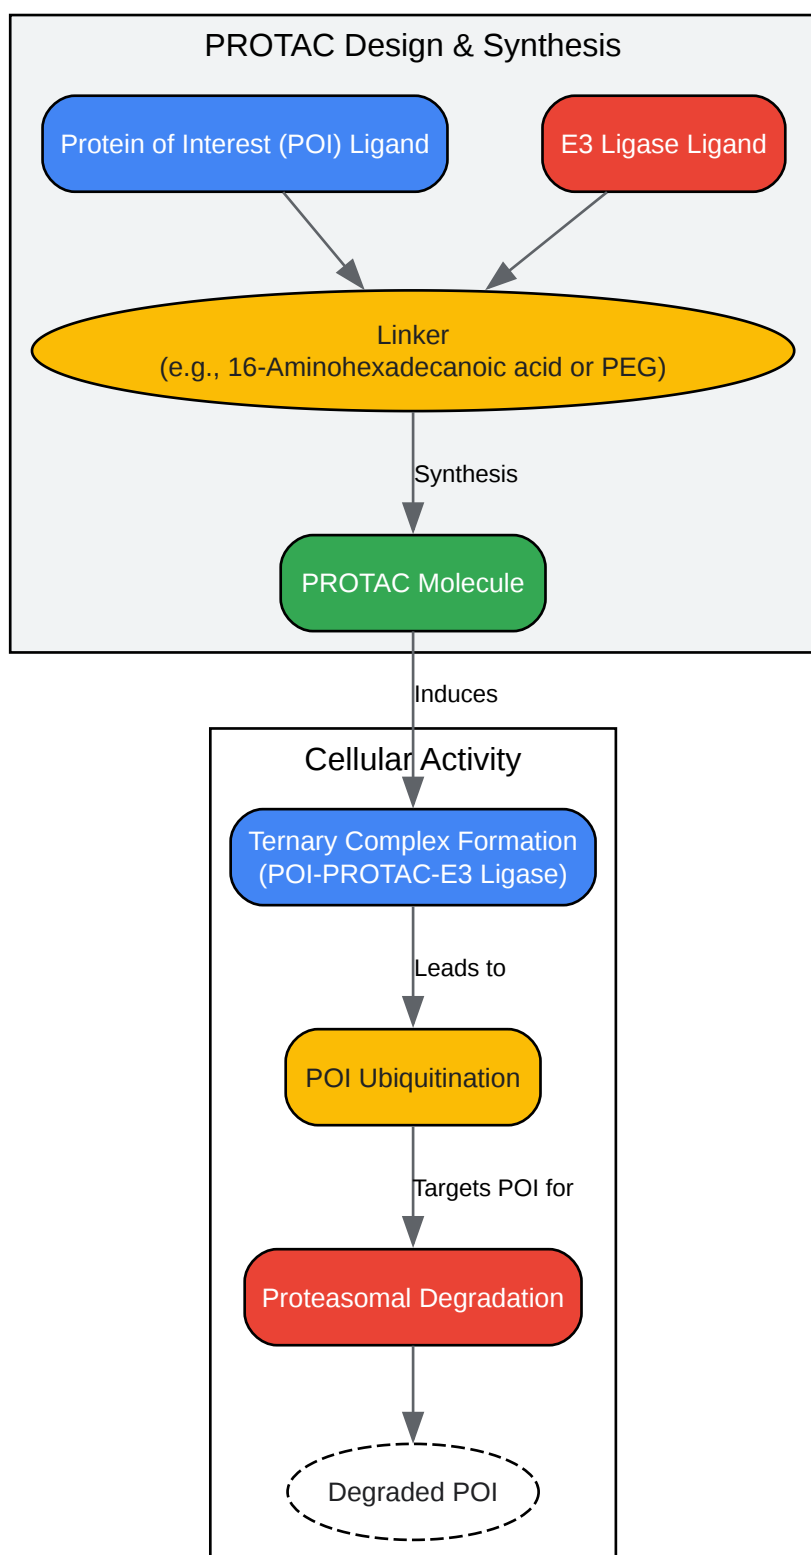 PROTAC Design & Synthesis
Protein of Interest (POI) Ligand
E3 Ligase Ligand
Linker
(e.g., 16-Aminohexadecanoic acid or PEG)
Synthesis
PROTAC Molecule
Induces
Cellular Activity
Ternary Complex Formation
(POI-PROTAC-E3 Ligase)
Leads to
POI Ubiquitination
Targets POI for
Proteasomal Degradation
Degraded POI